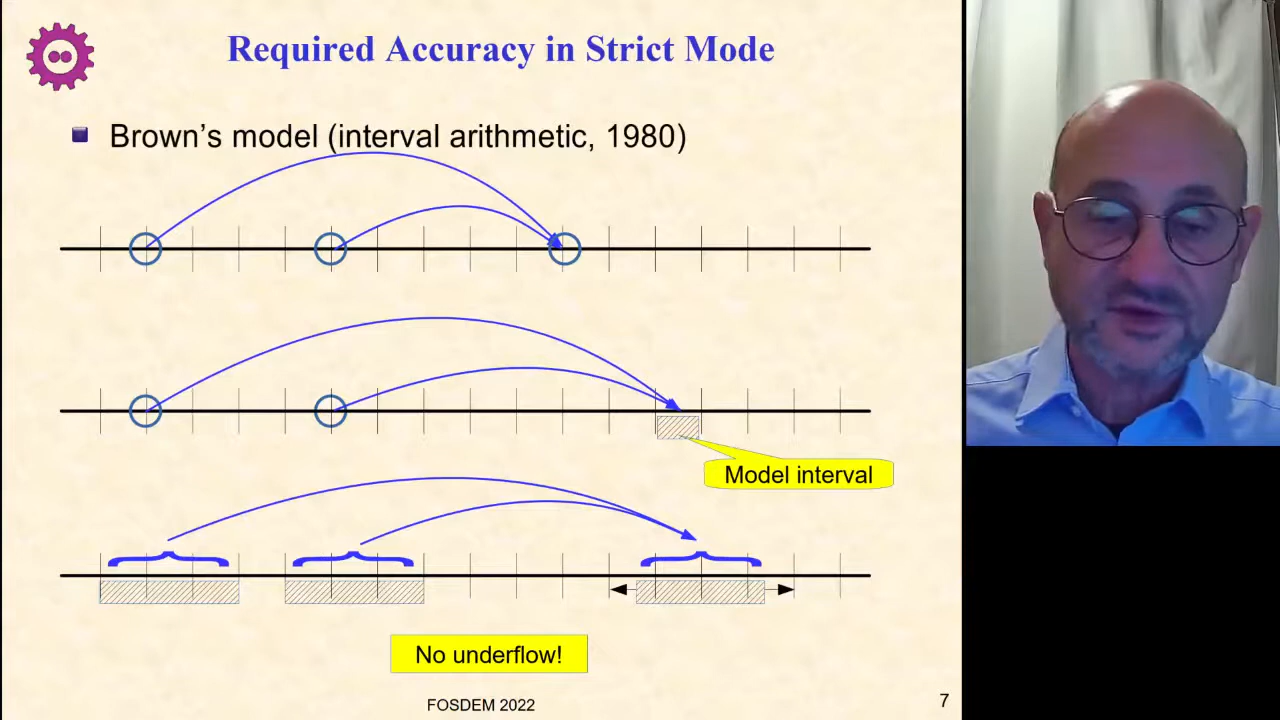 Required Accuracy in Strict Mode
Brown’s model (interval arithmetic, 1980)
Model interval
No underflow!
FOSDEM 2022
7